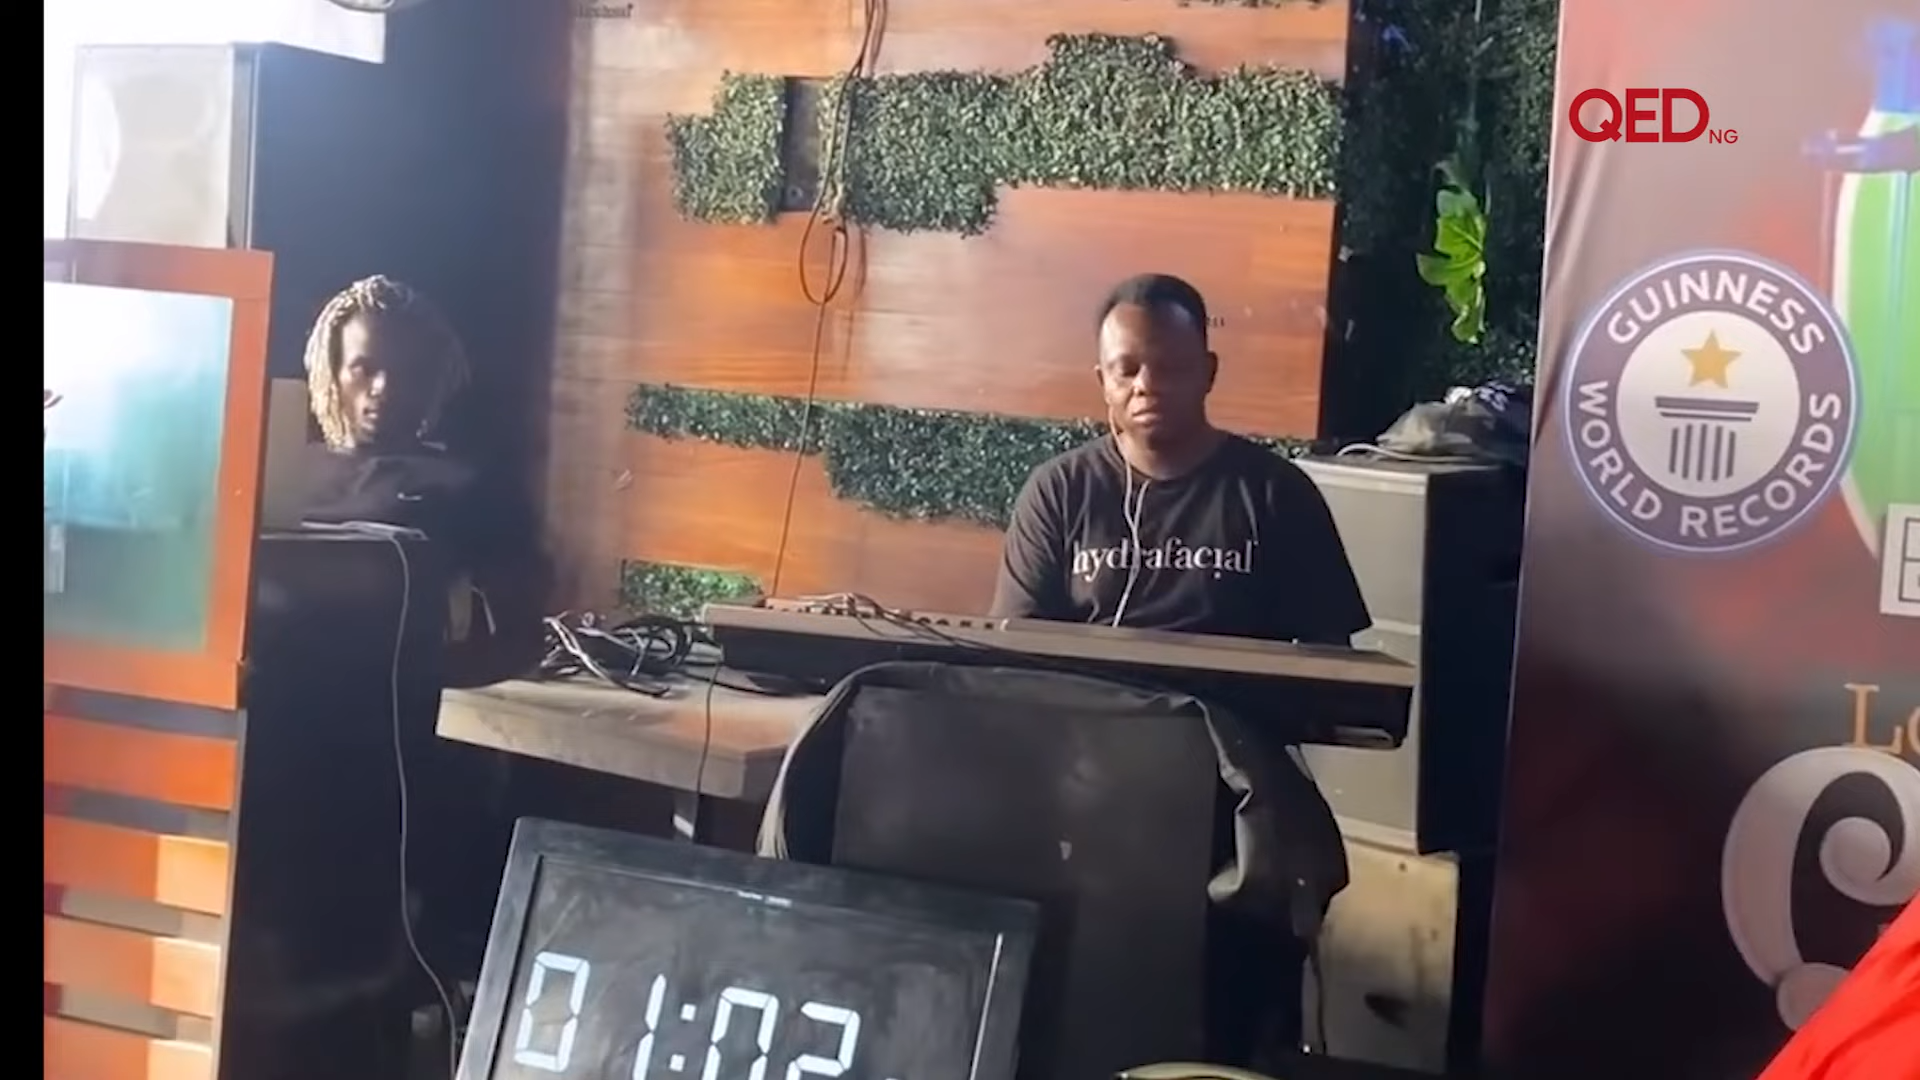 QED NG
GUINNESS
WORLD RECORDS
hydrafacial
01:02